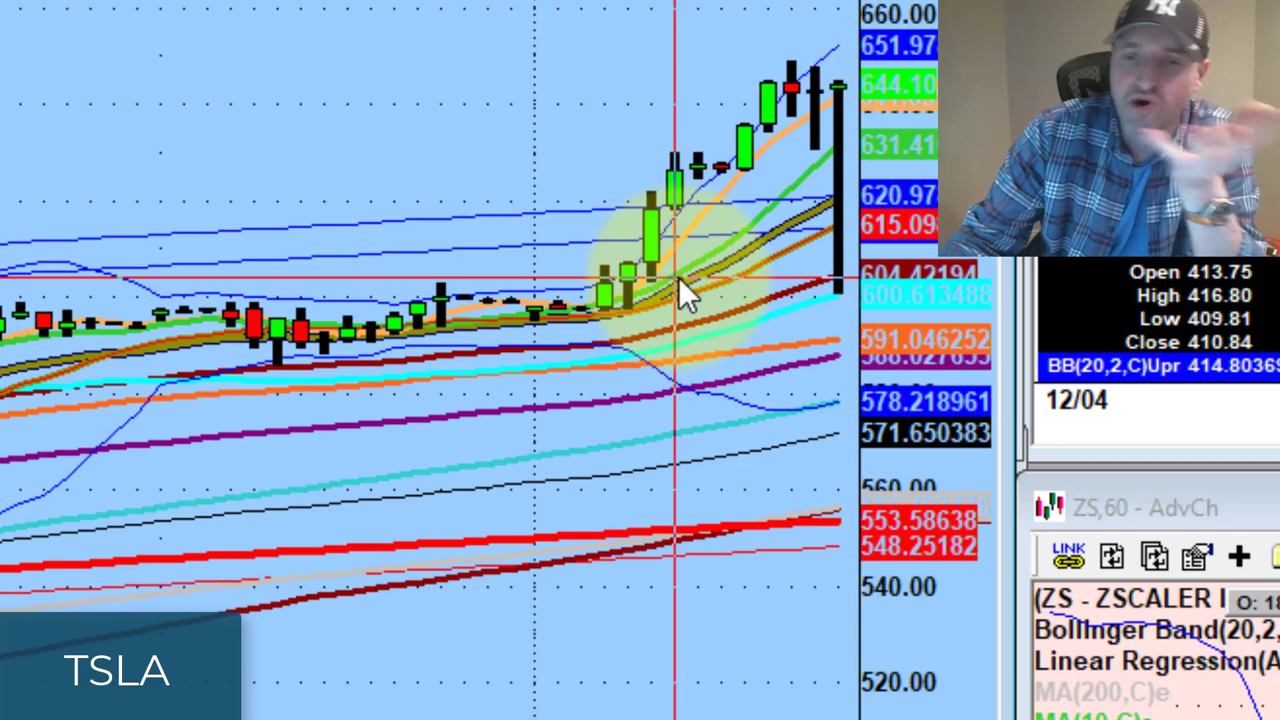 660.00
651.97
644.10
631.41
620.97
615.09
604.42194
600.613488
591.046252
578.218961
571.650383
560.00
553.58638
548.25182
540.00
520.00
TSLA
Open 413.75
High 416.80
Low 409.81
Close 410.84
BB(20,2,C)Upr 414.8036
12/04
ZS,60 - AdvCh
LINK
(ZS - ZSCALER I
O: 18
Bollinger Band(20,2,
Linear Regression(A
MA(200,C)e
MA(10,C)e